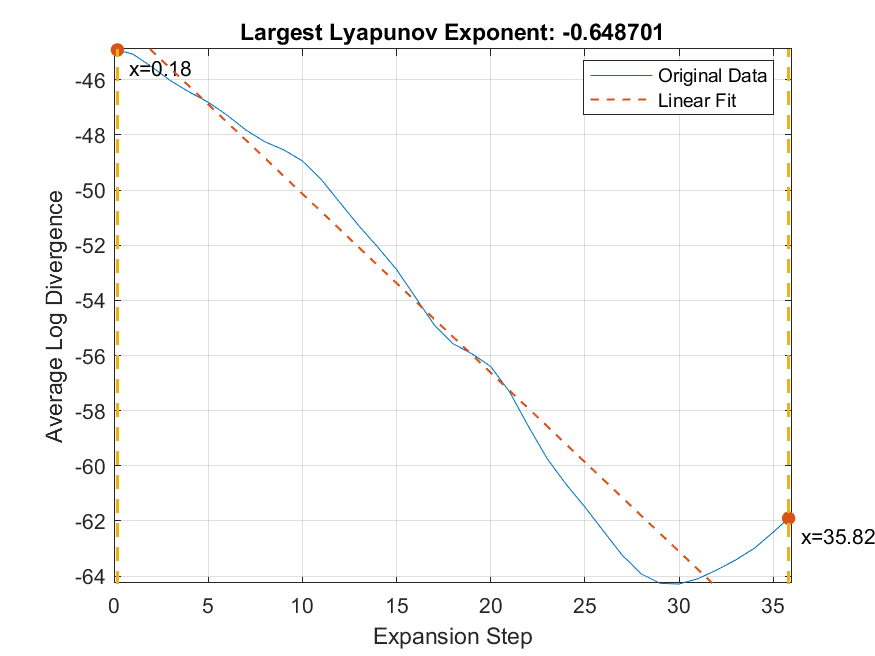 Largest Lyapunov Exponent: -0.648701
x=0.18
Original Data
Linear Fit
-46
-48
-50
-52
-54
-56
-58
-60
-62
-64
Average Log Divergence
x=35.82
0 5 10 15 20 25 30 35
Expansion Step